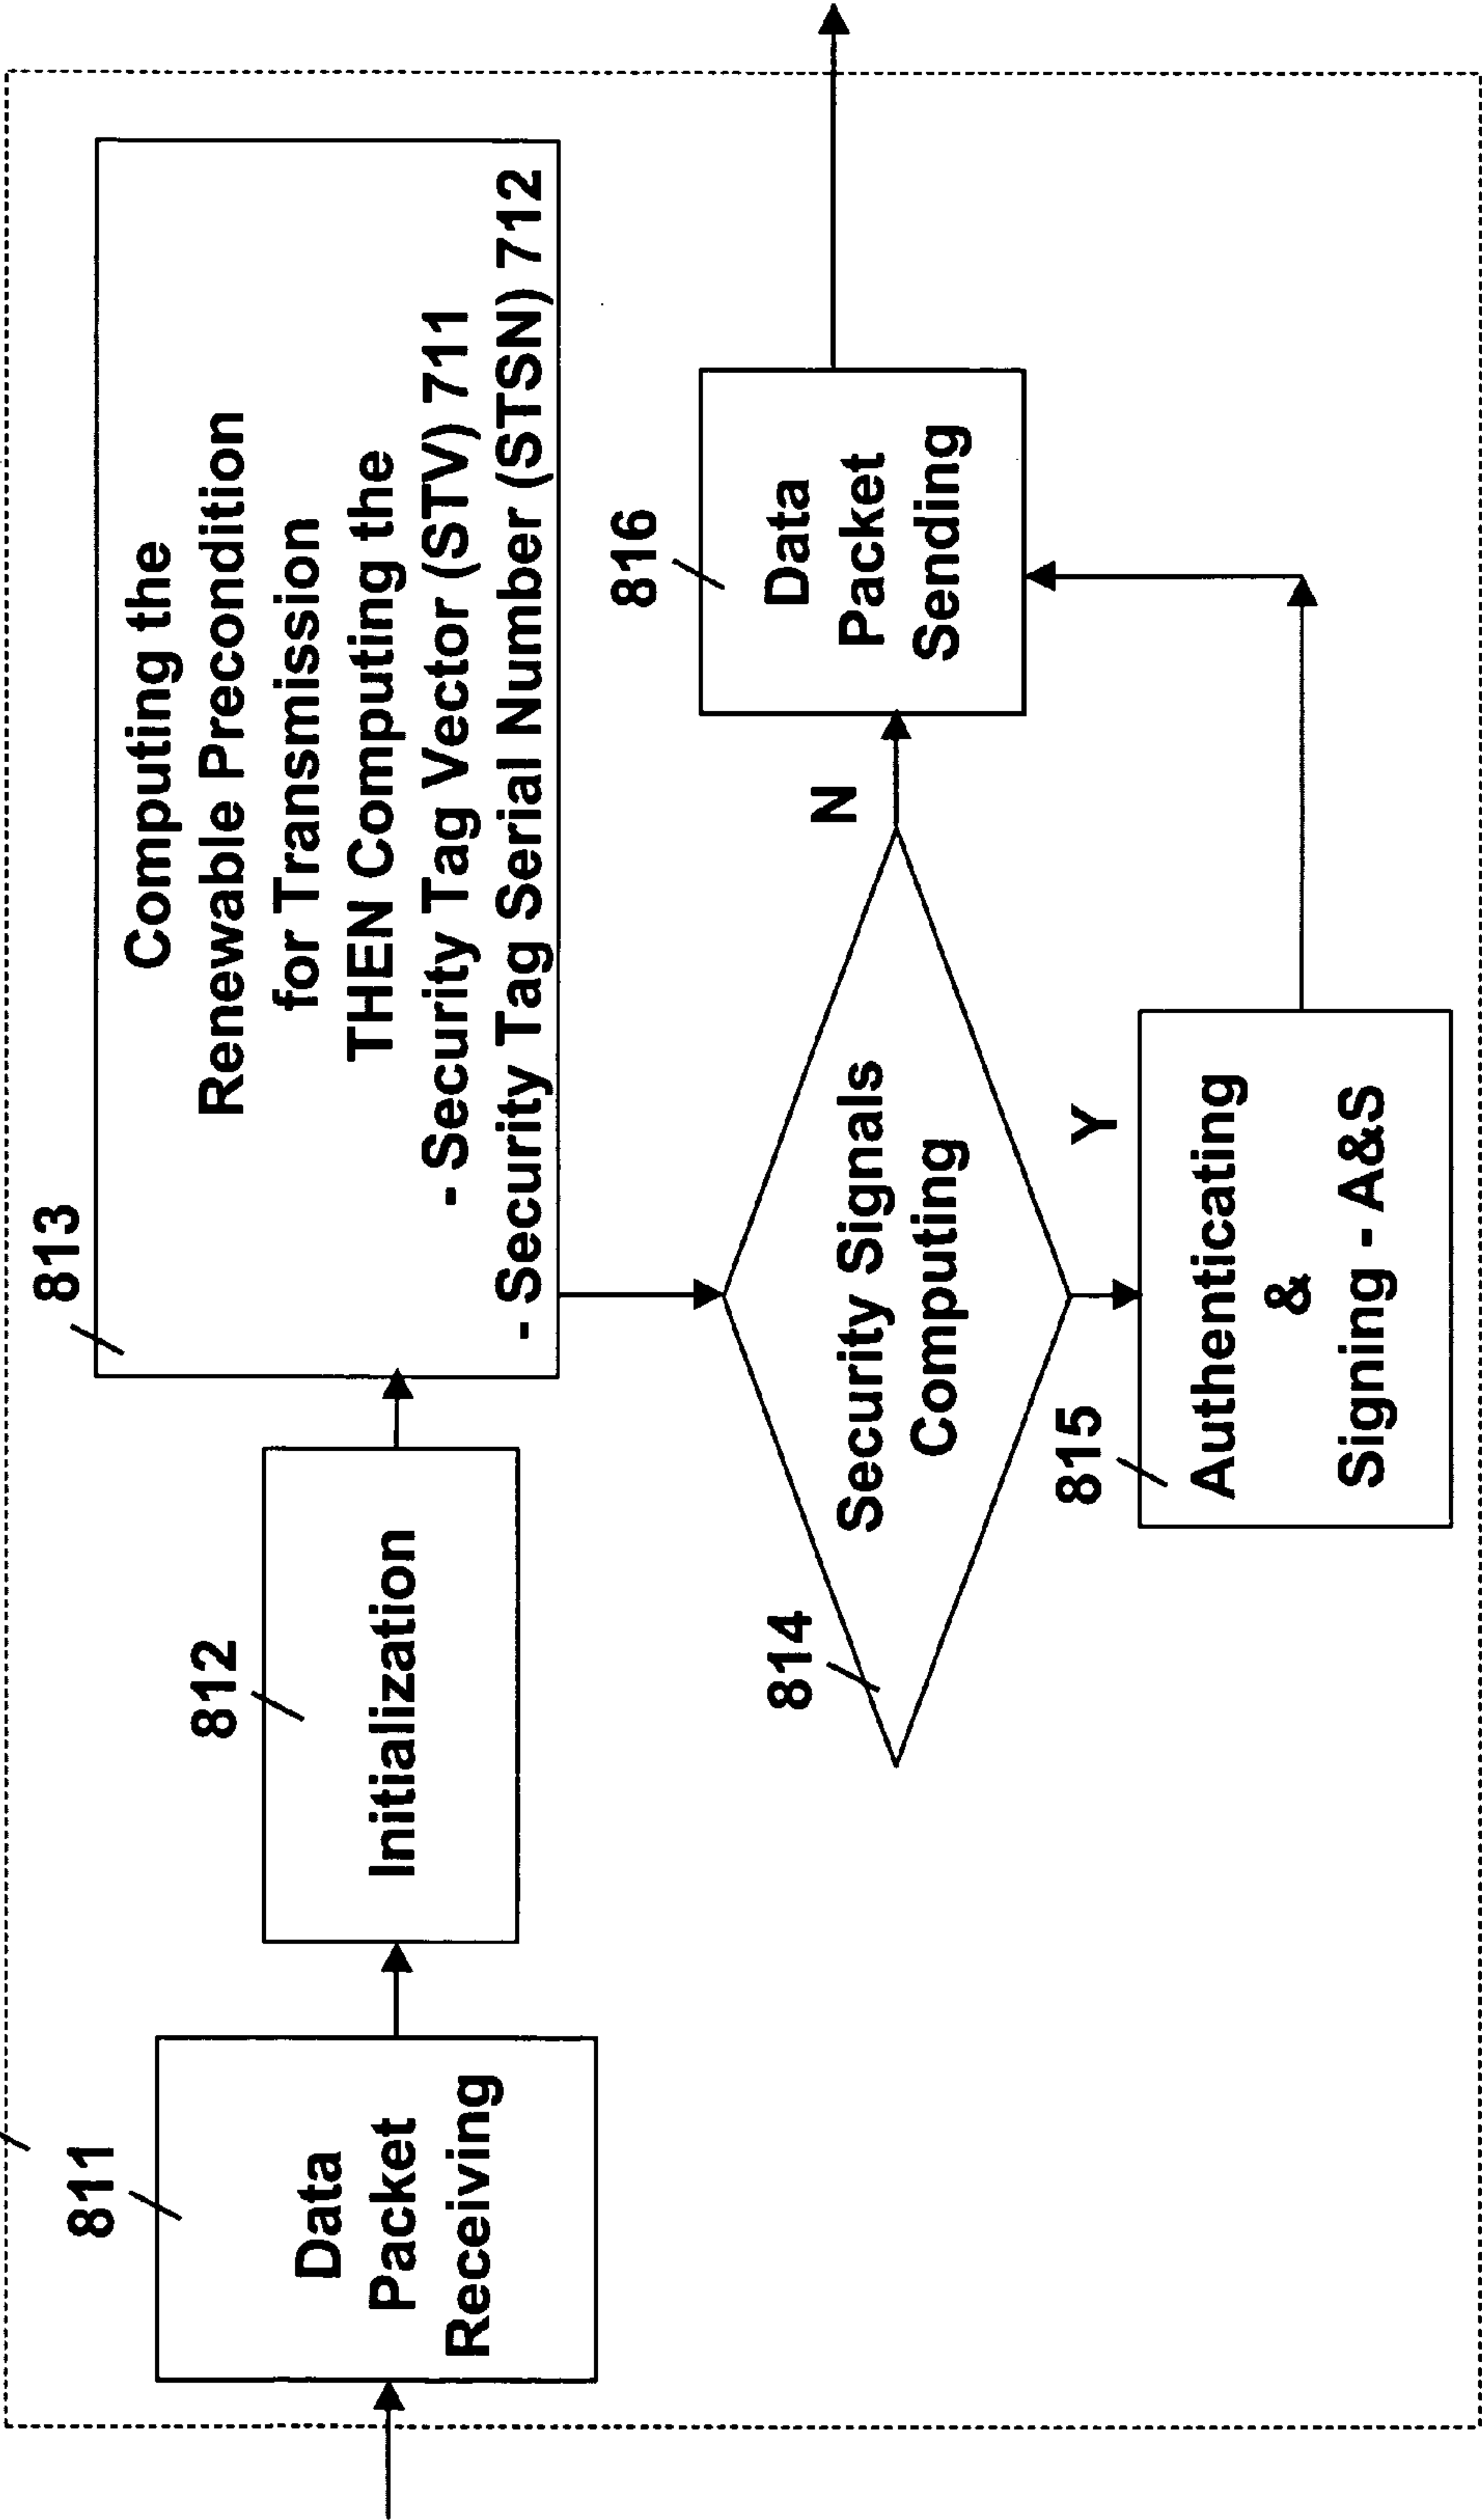 811
Data
Packet
Receiving
812
Initialization
813
Computing the
Renewable Precondition
for Transmission
THEN Computing the
- Security Tag Vector (STV) 711
- Security Tag Serial Number (STSN) 712
814
Security Signals
Computing
N
Y
815
Authenticating
&
Signing - A&S
816
Data
Packet
Sending